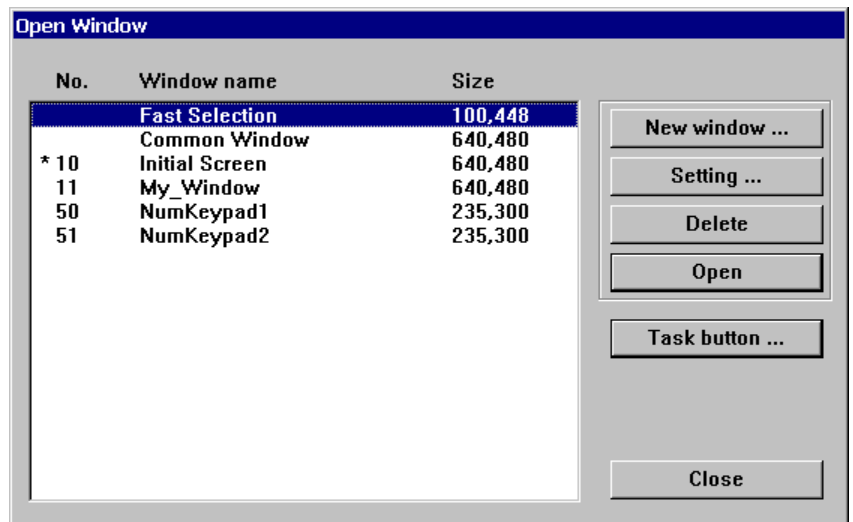 Open Window
No. Window name Size
Fast Selection 100,448
Common Window 640,480
* 10 Initial Screen 640,480
11 My_Window 640,480
50 NumKeypad1 235,300
51 NumKeypad2 235,300
New window ...
Setting ...
Delete
Open
Task button ...
Close